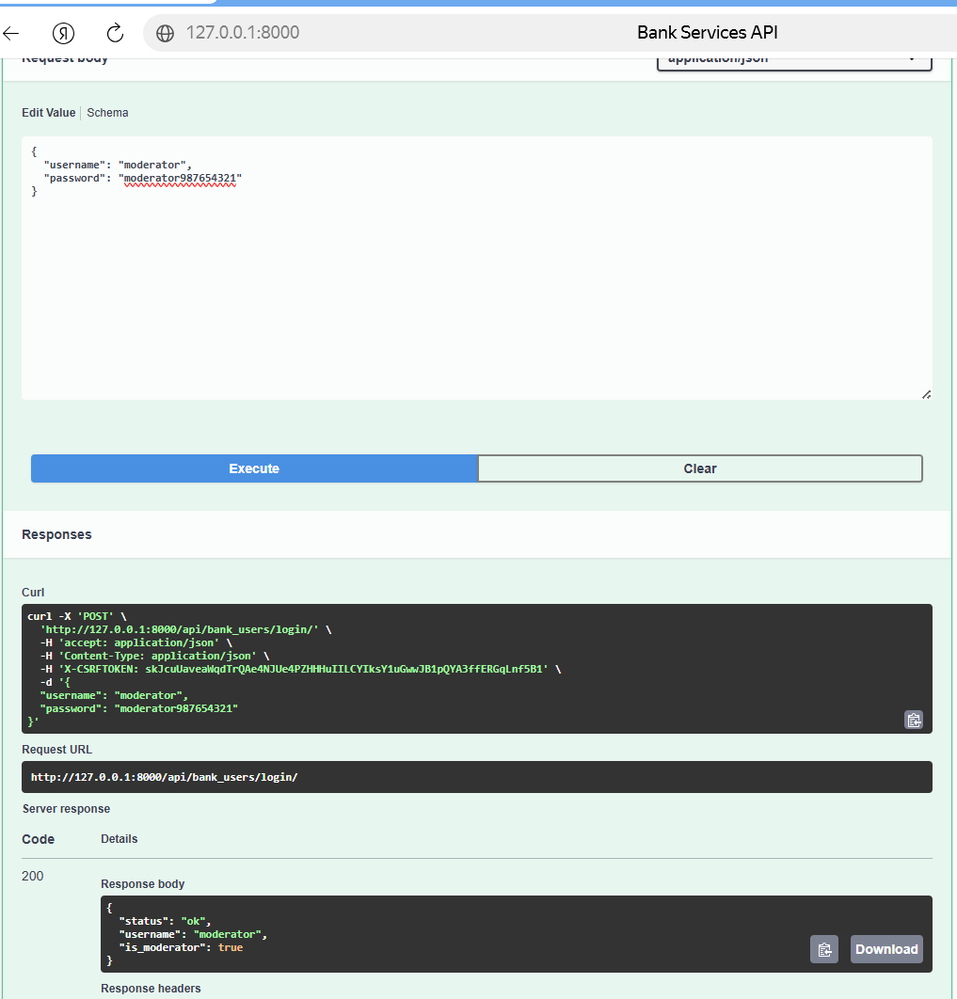 Я 127.0.0.1:8000 Bank Services API
Request body application/json
Edit Value Schema
{
"username": "moderator",
"password": "moderator987654321"
}
Execute Clear
Responses
Curl
curl -X 'POST' \
'http://127.0.0.1:8000/api/bank_users/login/' \
-H 'accept: application/json' \
-H 'Content-Type: application/json' \
-H 'X-CSRFTOKEN: skJcuUaveaWqdTrQAe4NJUe4PZHHHuIILCYIksY1uGwwJB1pQYA3ffERGqLnf5B1' \
-d '{
"username": "moderator",
"password": "moderator987654321"
}'
Request URL
http://127.0.0.1:8000/api/bank_users/login/
Server response
Code Details
200
Response body
{
"status": "ok",
"username": "moderator",
"is_moderator": true
}
Download
Response headers